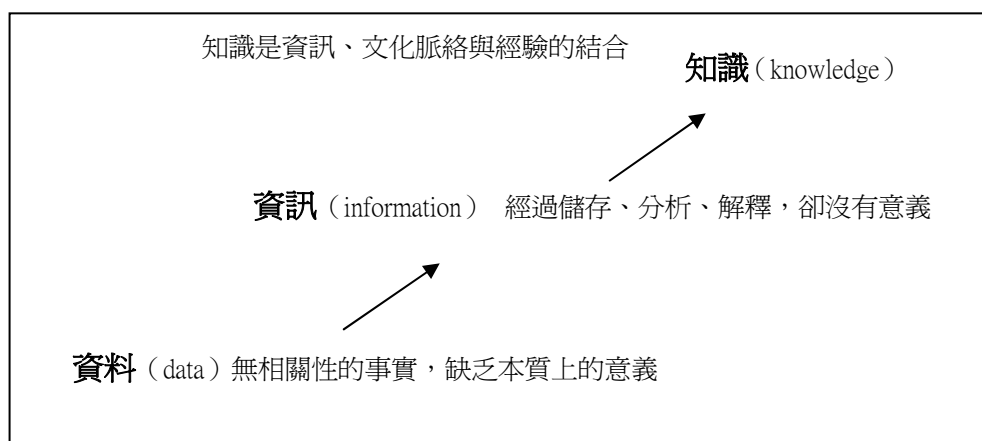 知識是資訊、文化脈絡與經驗的結合
知識（knowledge）
資訊（information） 經過儲存、分析、解釋，卻沒有意義
資料（data）無相關性的事實，缺乏本質上的意義